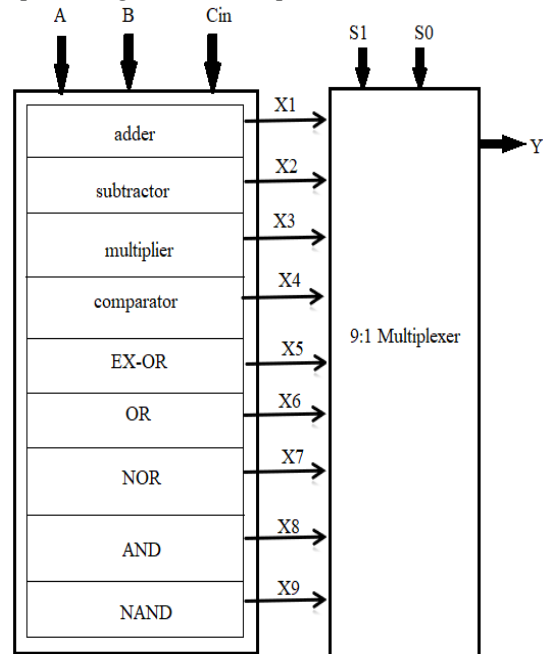 A B Cin
S1 S0
adder X1
Y
subtractor X2
multiplier X3
comparator X4
9:1 Multiplexer
EX-OR X5
OR X6
NOR X7
AND X8
NAND X9